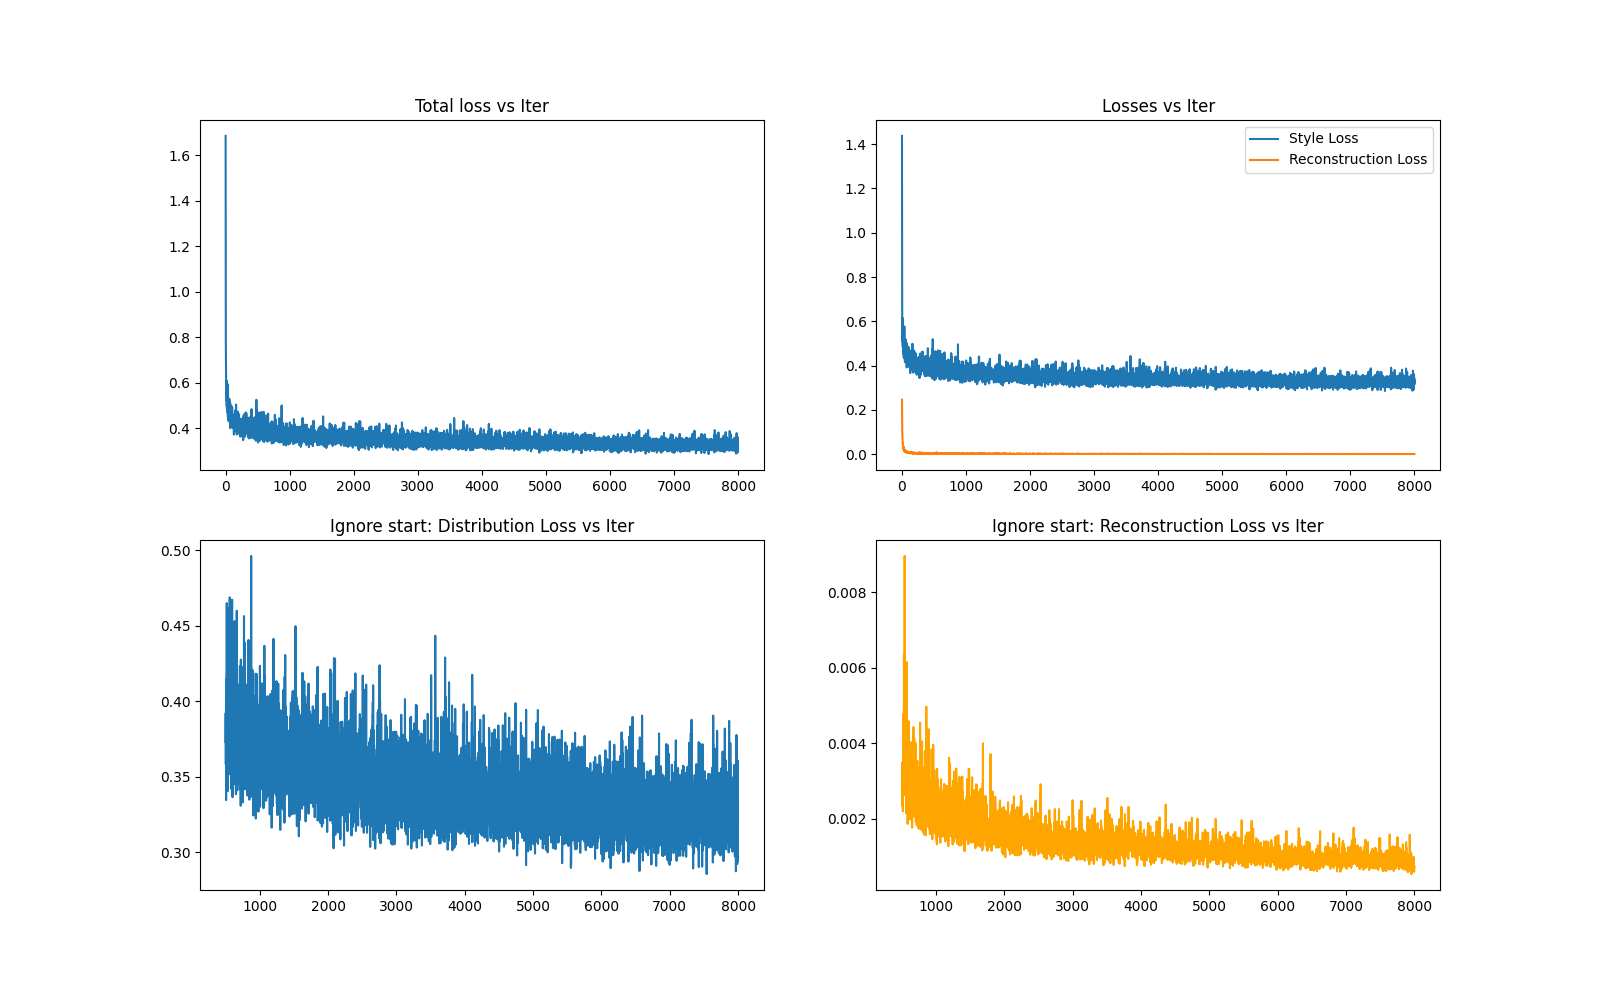 Total loss vs Iter
1.6
1.4
1.2
1.0
0.8
0.6
0.4
0 1000 2000 3000 4000 5000 6000 7000 8000
Losses vs Iter
Style Loss
Reconstruction Loss
1.4
1.2
1.0
0.8
0.6
0.4
0.2
0.0
0 1000 2000 3000 4000 5000 6000 7000 8000
Ignore start: Distribution Loss vs Iter
0.50
0.45
0.40
0.35
0.30
1000 2000 3000 4000 5000 6000 7000 8000
Ignore start: Reconstruction Loss vs Iter
0.008
0.006
0.004
0.002
1000 2000 3000 4000 5000 6000 7000 8000